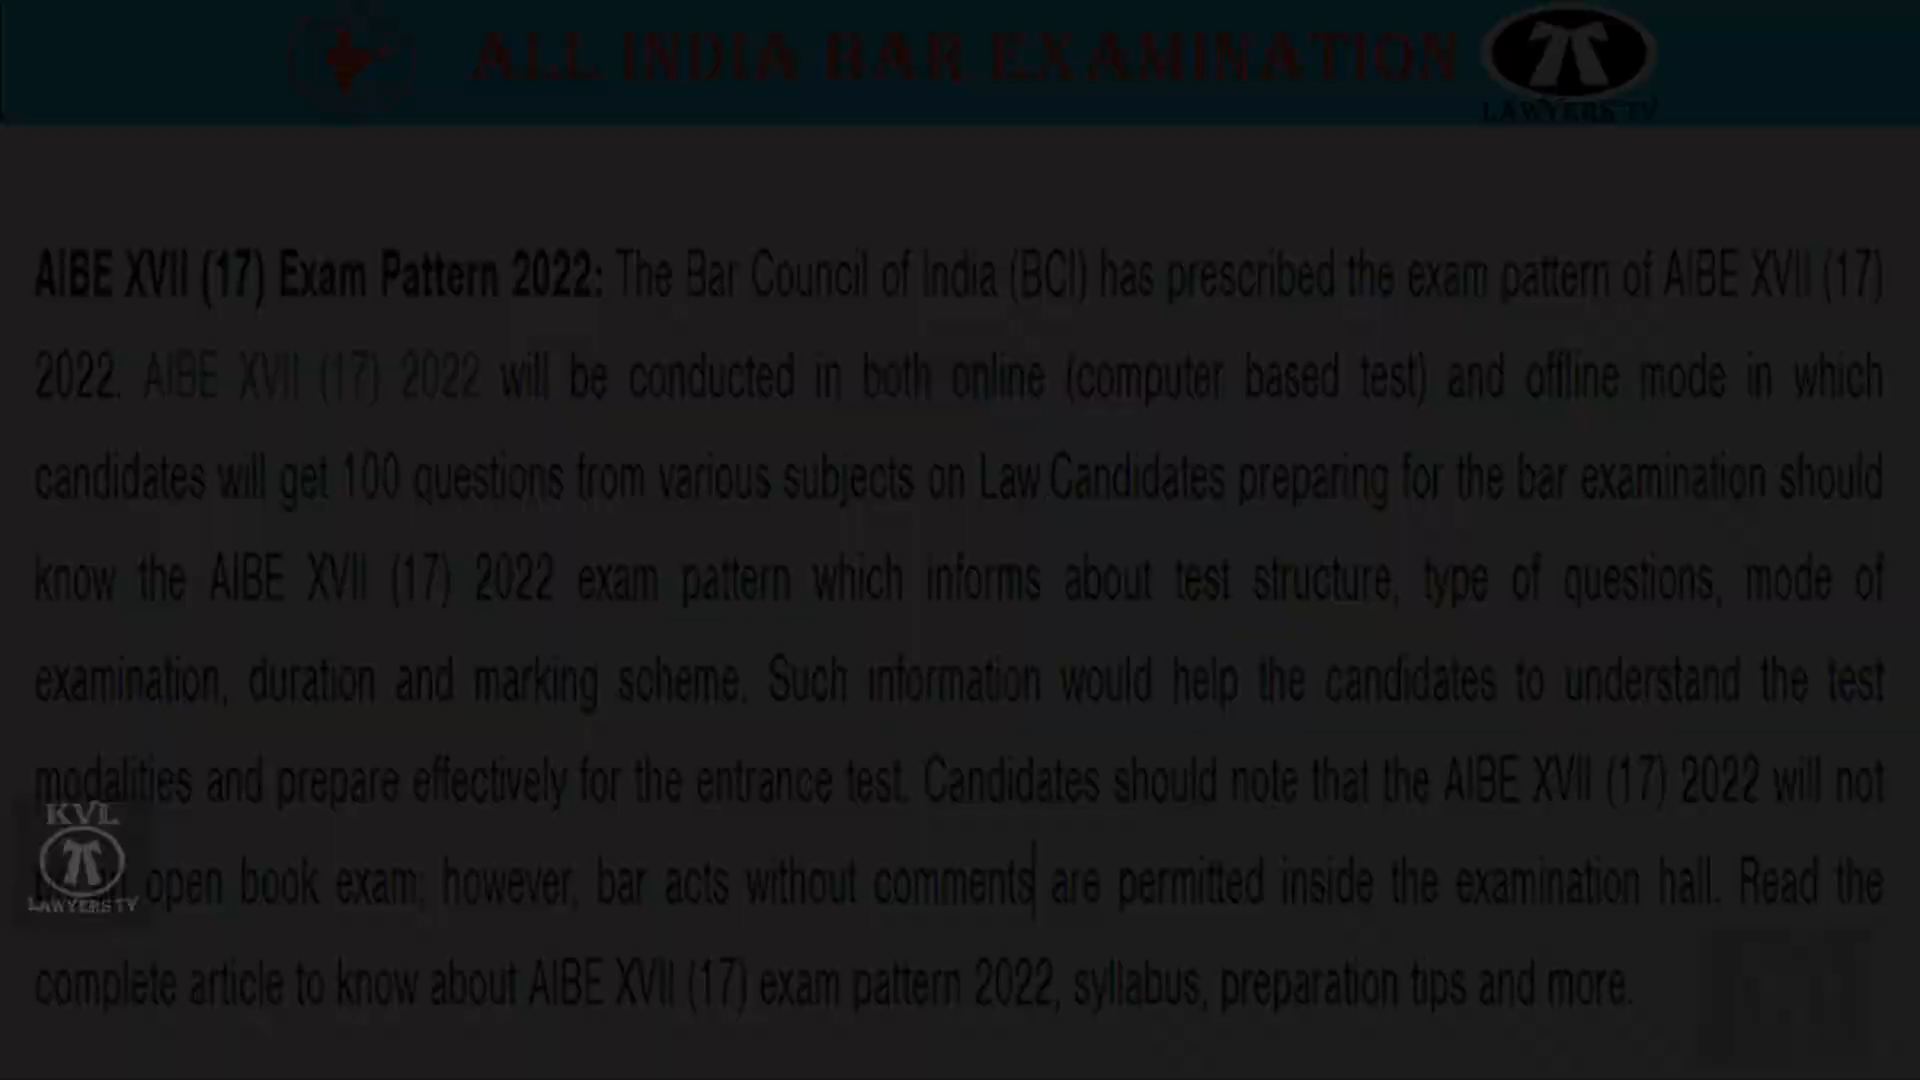 ALL INDIA BAR EXAMINATION
LAWYERS TV
AIBE XVII (17) Exam Pattern 2022: The Bar Council of India (BCI) has prescribed the exam pattern of AIBE XVII (17)
2022. AIBE XVII (17) 2022 will be conducted in both online (computer based test) and offline mode in which
candidates will get 100 questions from various subjects on Law Candidates preparing for the bar examination should
know the AIBE XVII (17) 2022 exam pattern which informs about test structure, type of questions, mode of
examination, duration and marking scheme. Such information would help the candidates to understand the test
modalities and prepare effectively for the entrance test. Candidates should note that the AIBE XVII (17) 2022 will not
open book exam; however, bar acts without comments are permitted inside the examination hall. Read the
complete article to know about AIBE XVII (17) exam pattern 2022, syllabus, preparation tips and more.
KVL
LAWYERS TV